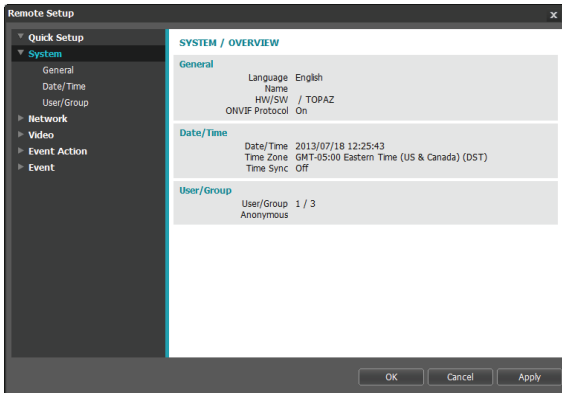 Remote Setup
x
Quick Setup
System
General
Date/Time
User/Group
Network
Video
Event Action
Event
SYSTEM / OVERVIEW
General
Language English
Name
HW/SW / TOPAZ
ONVIF Protocol On
Date/Time
Date/Time 2013/07/18 12:25:43
Time Zone GMT-05:00 Eastern Time (US & Canada) (DST)
Time Sync Off
User/Group
User/Group 1 / 3
Anonymous
OK Cancel Apply